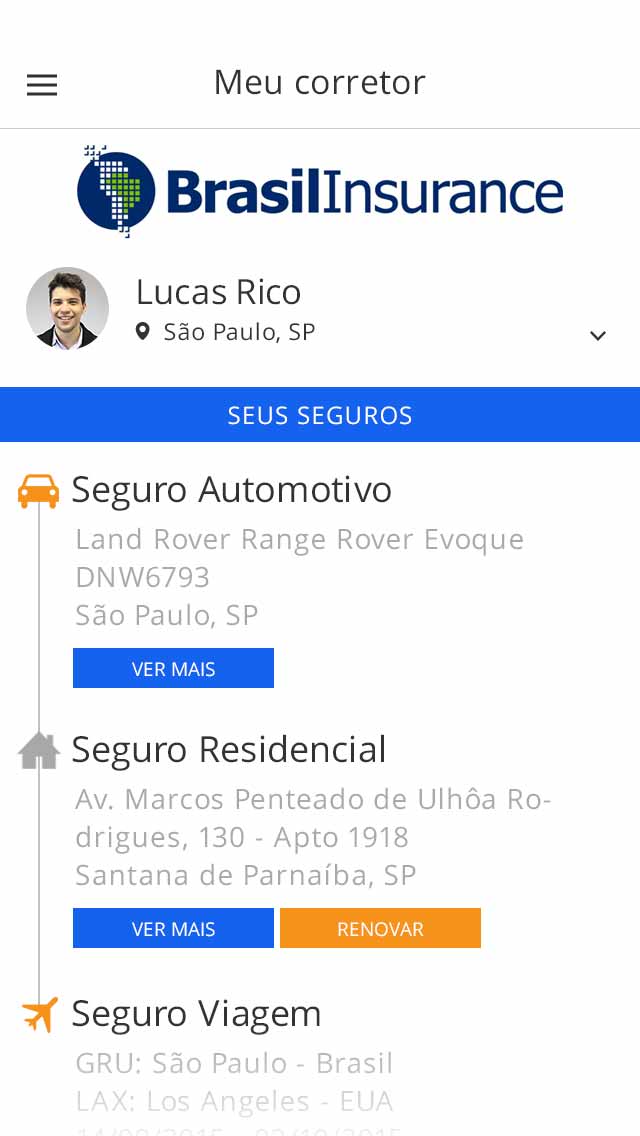 Meu corretor
BrasilInsurance
Lucas Rico
São Paulo, SP
SEUS SEGUROS
Seguro Automotivo
Land Rover Range Rover Evoque
DNW6793
São Paulo, SP
VER MAIS
Seguro Residencial
Av. Marcos Penteado de Ulhôa Ro-
drigues, 130 - Apto 1918
Santana de Parnaíba, SP
VER MAIS RENOVAR
Seguro Viagem
GRU: São Paulo - Brasil
LAX: Los Angeles - EUA